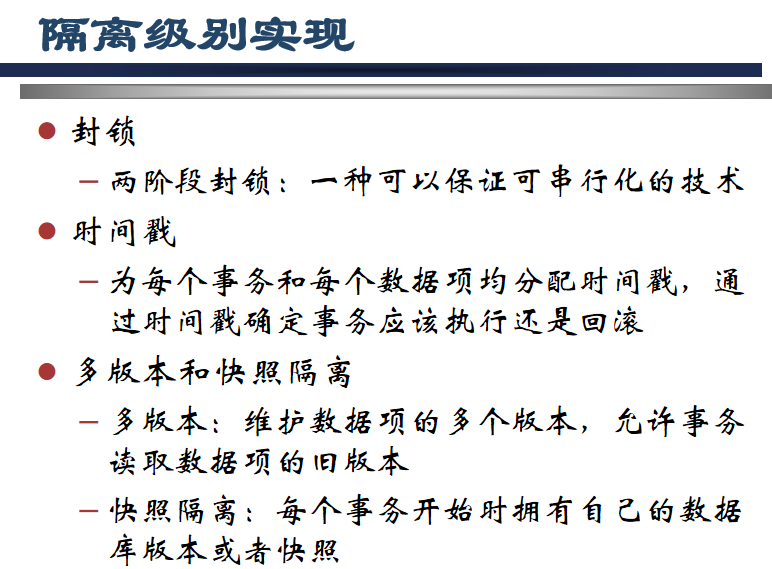 隔离级别实现
● 封锁
– 两阶段封锁：一种可以保证可串行化的技术
● 时间戳
– 为每个事务和每个数据项均分配时间戳，通
过时间戳确定事务应该执行还是回滚
● 多版本和快照隔离
– 多版本：维护数据项的多个版本，允许事务
读取数据项的旧版本
– 快照隔离：每个事务开始时拥有自己的数据
库版本或者快照